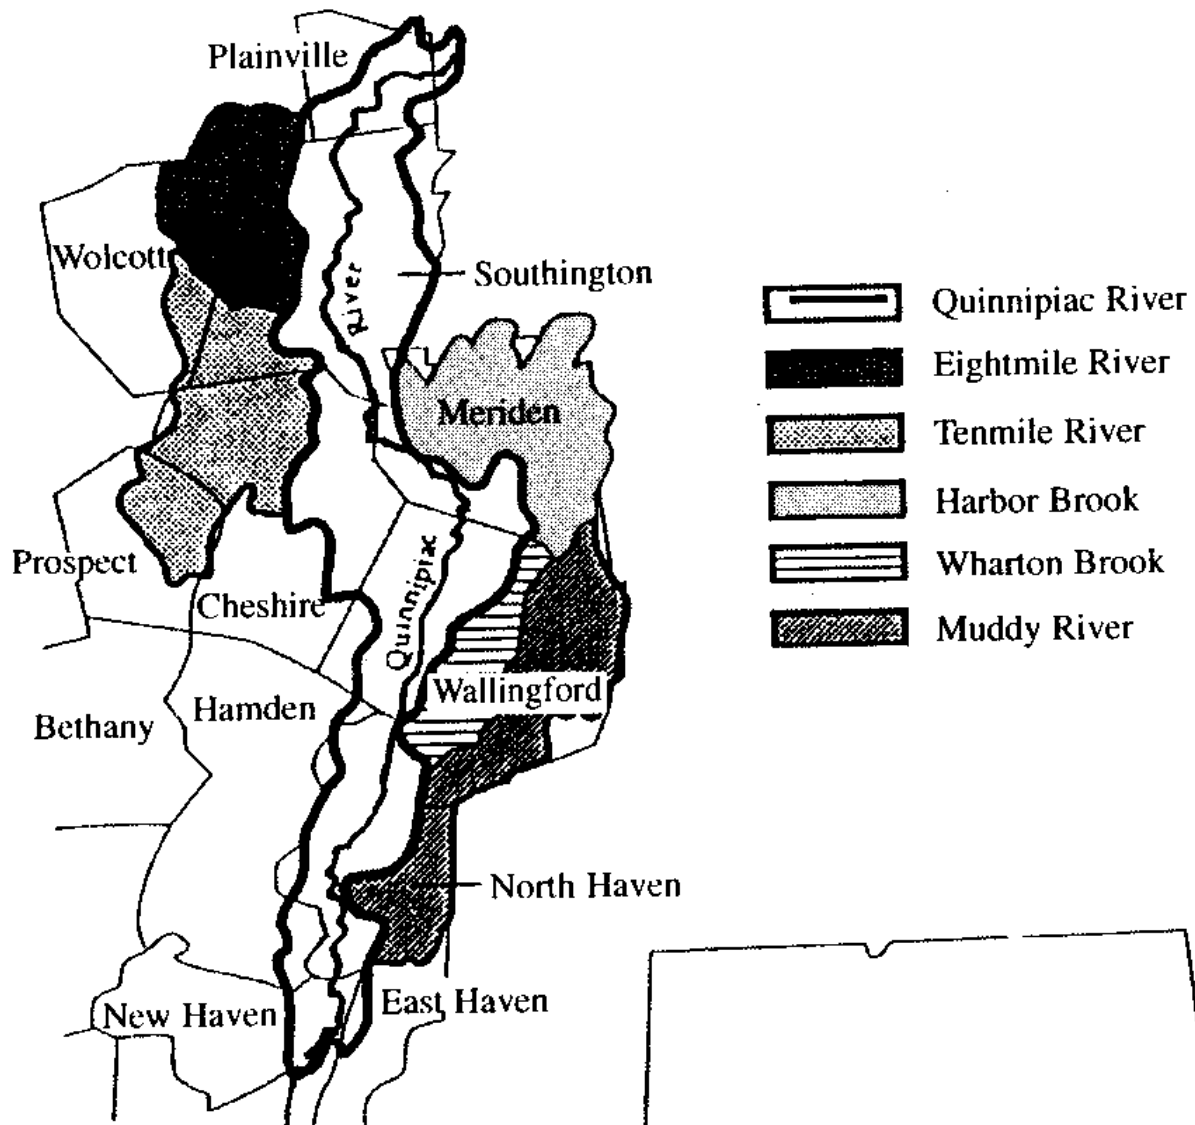 Plainville
Wolcott
River
Southington
Meriden
Prospect
Cheshire
Quinnipiac
Wallingford
Bethany
Hamden
North Haven
New Haven
East Haven
Quinnipiac River
Eightmile River
Tenmile River
Harbor Brook
Wharton Brook
Muddy River